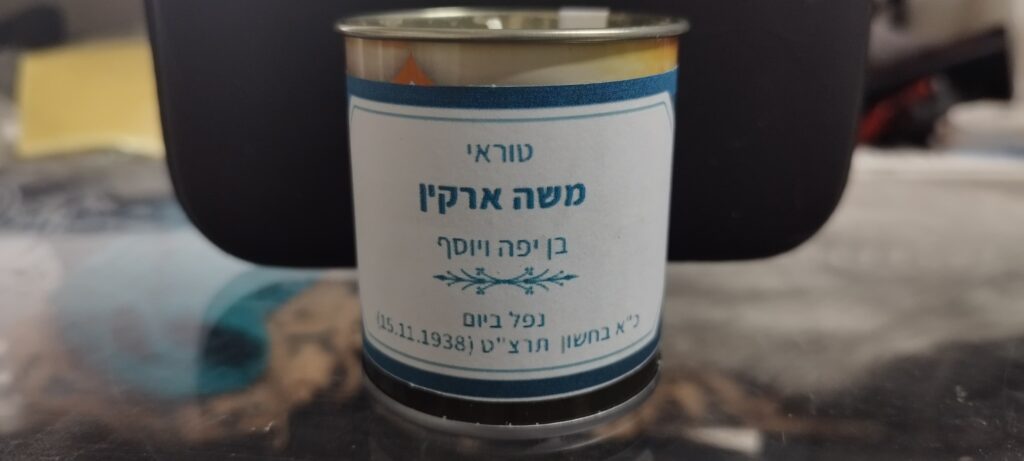 טוראי
משה ארקין
בן יפה ויוסף
נפל ביום
כ"א בחשון תרצ"ט (15.11.1938)